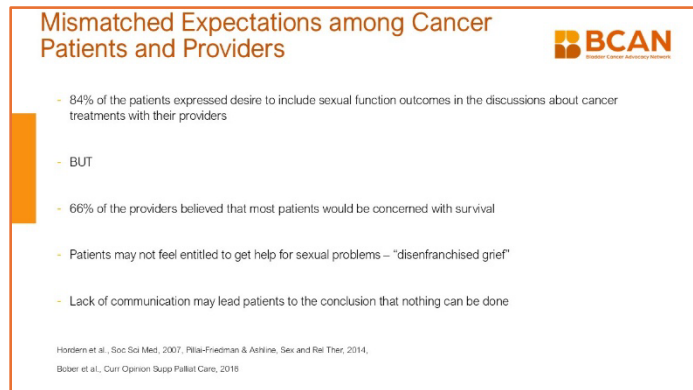 Mismatched Expectations among Cancer
Patients and Providers
BCAN
Bladder Cancer Advocacy Network
- 84% of the patients expressed desire to include sexual function outcomes in the discussions about cancer
treatments with their providers
- BUT
- 66% of the providers believed that most patients would be concerned with survival
- Patients may not feel entitled to get help for sexual problems – “disenfranchised grief”
- Lack of communication may lead patients to the conclusion that nothing can be done
Hordern et al., Soc Sci Med, 2007, Pillai-Friedman & Ashline, Sex and Rel Ther, 2014,
Bober et al., Curr Opinion Supp Palliat Care, 2016